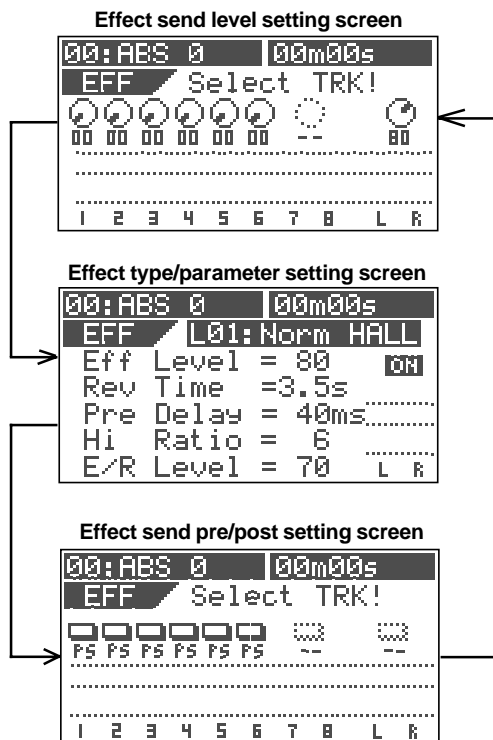 Effect send level setting screen
00:ABS 0 00m00s
EFF Select TRK!
00 00 00 00 00 00 -- 80
1 2 3 4 5 6 7 8 L R
Effect type/parameter setting screen
00:ABS 0 00m00s
EFF L01:Norm HALL
Eff Level = 80 ON
Rev Time =3.5s
Pre Delay = 40ms
Hi Ratio = 6
E/R Level = 70 L R
Effect send pre/post setting screen
00:ABS 0 00m00s
EFF Select TRK!
PS PS PS PS PS PS -- --
1 2 3 4 5 6 7 8 L R